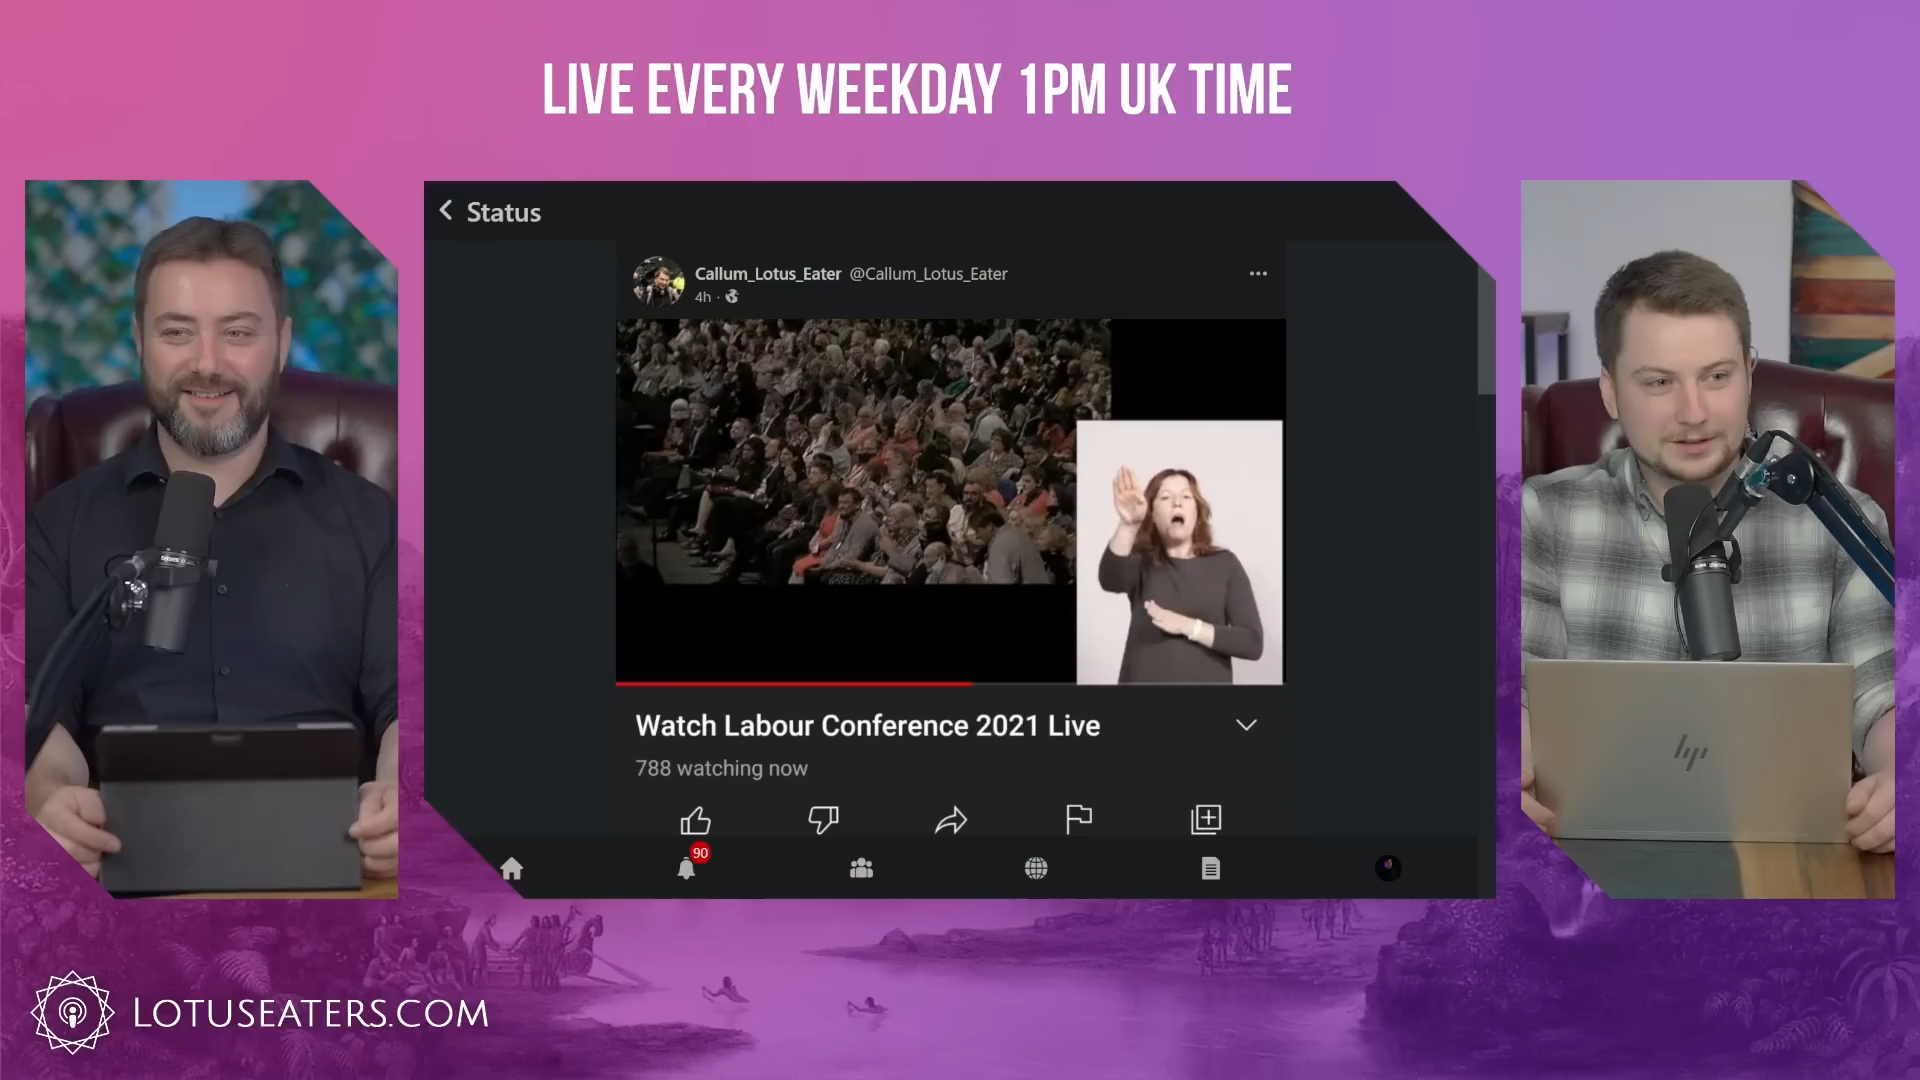 LIVE EVERY WEEKDAY 1PM UK TIME
Status
Callum_Lotus_Eater @Callum_Lotus_Eater
4h ·
Watch Labour Conference 2021 Live
788 watching now
90
hp
LOTUSEATERS.COM